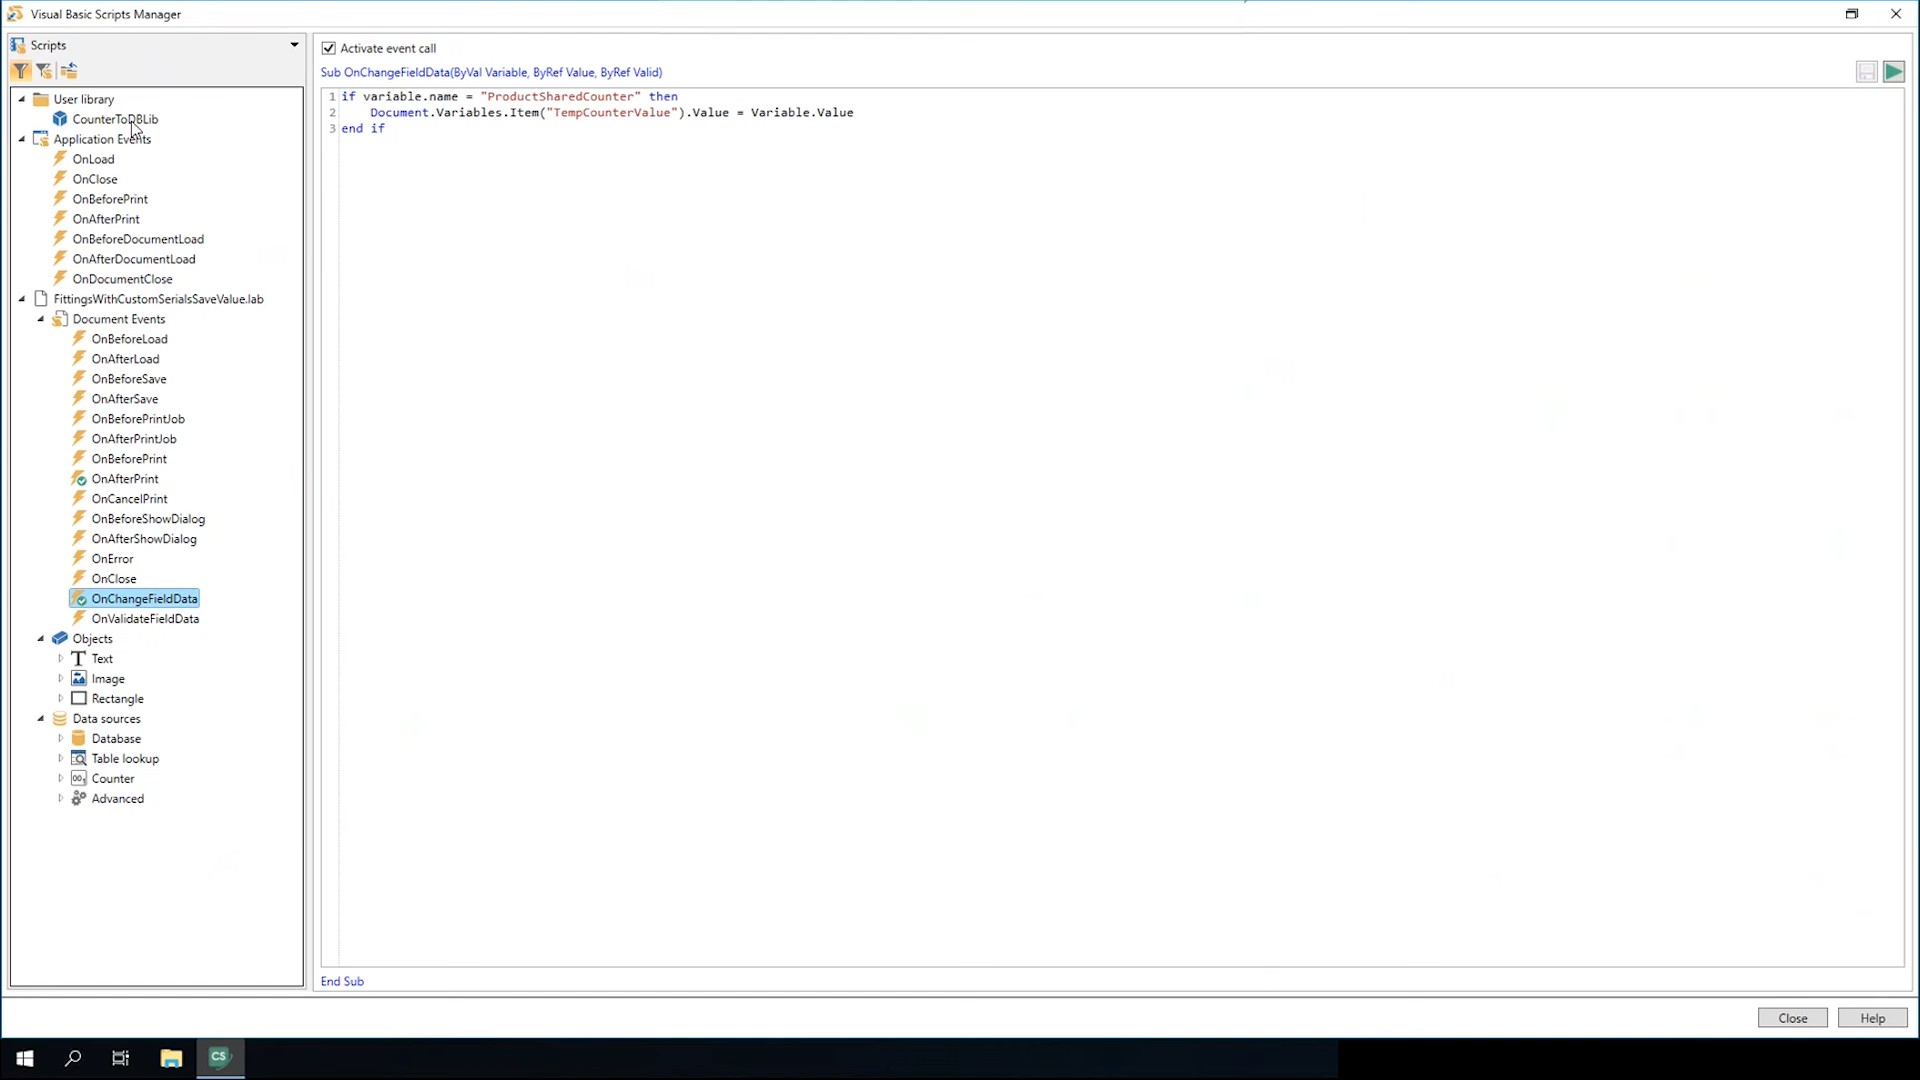 Visual Basic Scripts Manager
Scripts
User library
CounterToDBLib
Application Events
OnLoad
OnClose
OnBeforePrint
OnAfterPrint
OnBeforeDocumentLoad
OnAfterDocumentLoad
OnDocumentClose
FittingsWithCustomSerialsSaveValue.lab
Document Events
OnBeforeLoad
OnAfterLoad
OnBeforeSave
OnAfterSave
OnBeforePrintJob
OnAfterPrintJob
OnBeforePrint
OnAfterPrint
OnCancelPrint
OnBeforeShowDialog
OnAfterShowDialog
OnError
OnClose
OnChangeFieldData
OnValidateFieldData
Objects
Text
Image
Rectangle
Data sources
Database
Table lookup
Counter
Advanced
Activate event call
Sub OnChangeFieldData(ByVal Variable, ByRef Value, ByRef Valid)
1 if variable.name = "ProductSharedCounter" then
2 Document.Variables.Item("TempCounterValue").Value = Variable.Value
3 end if
End Sub
Close Help
CS